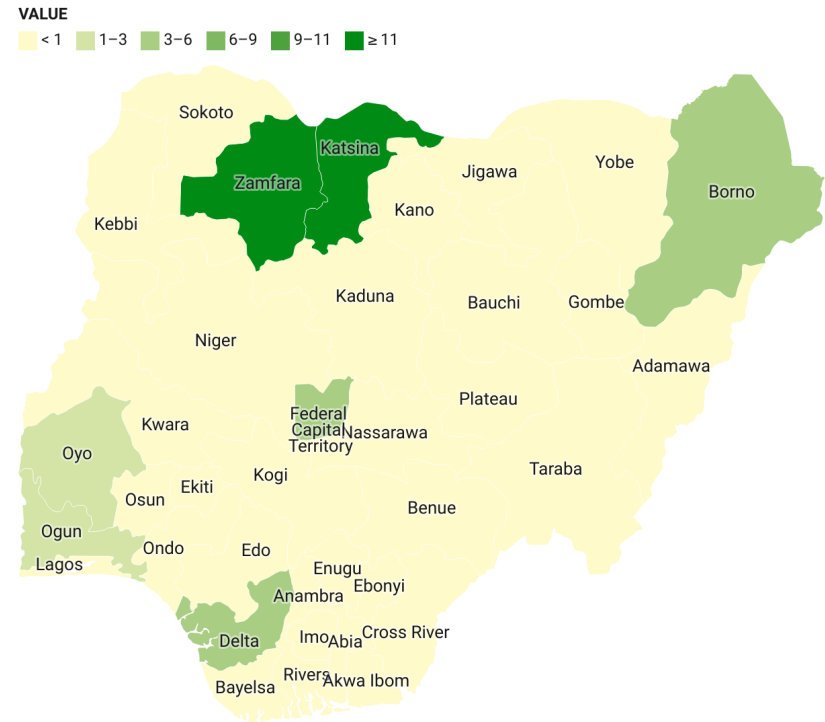 VALUE
< 1 1–3 3–6 6–9 9–11 ≥ 11
Sokoto
Katsina
Zamfara
Jigawa
Yobe
Borno
Kano
Kebbi
Kaduna
Bauchi
Gombe
Niger
Adamawa
Plateau
Federal
Capital
Territory
Nassarawa
Kwara
Oyo
Taraba
Kogi
Ekiti
Osun
Benue
Ogun
Ondo
Edo
Lagos
Enugu
Ebonyi
Anambra
Cross River
Imo
Abia
Delta
Rivers
Akwa Ibom
Bayelsa